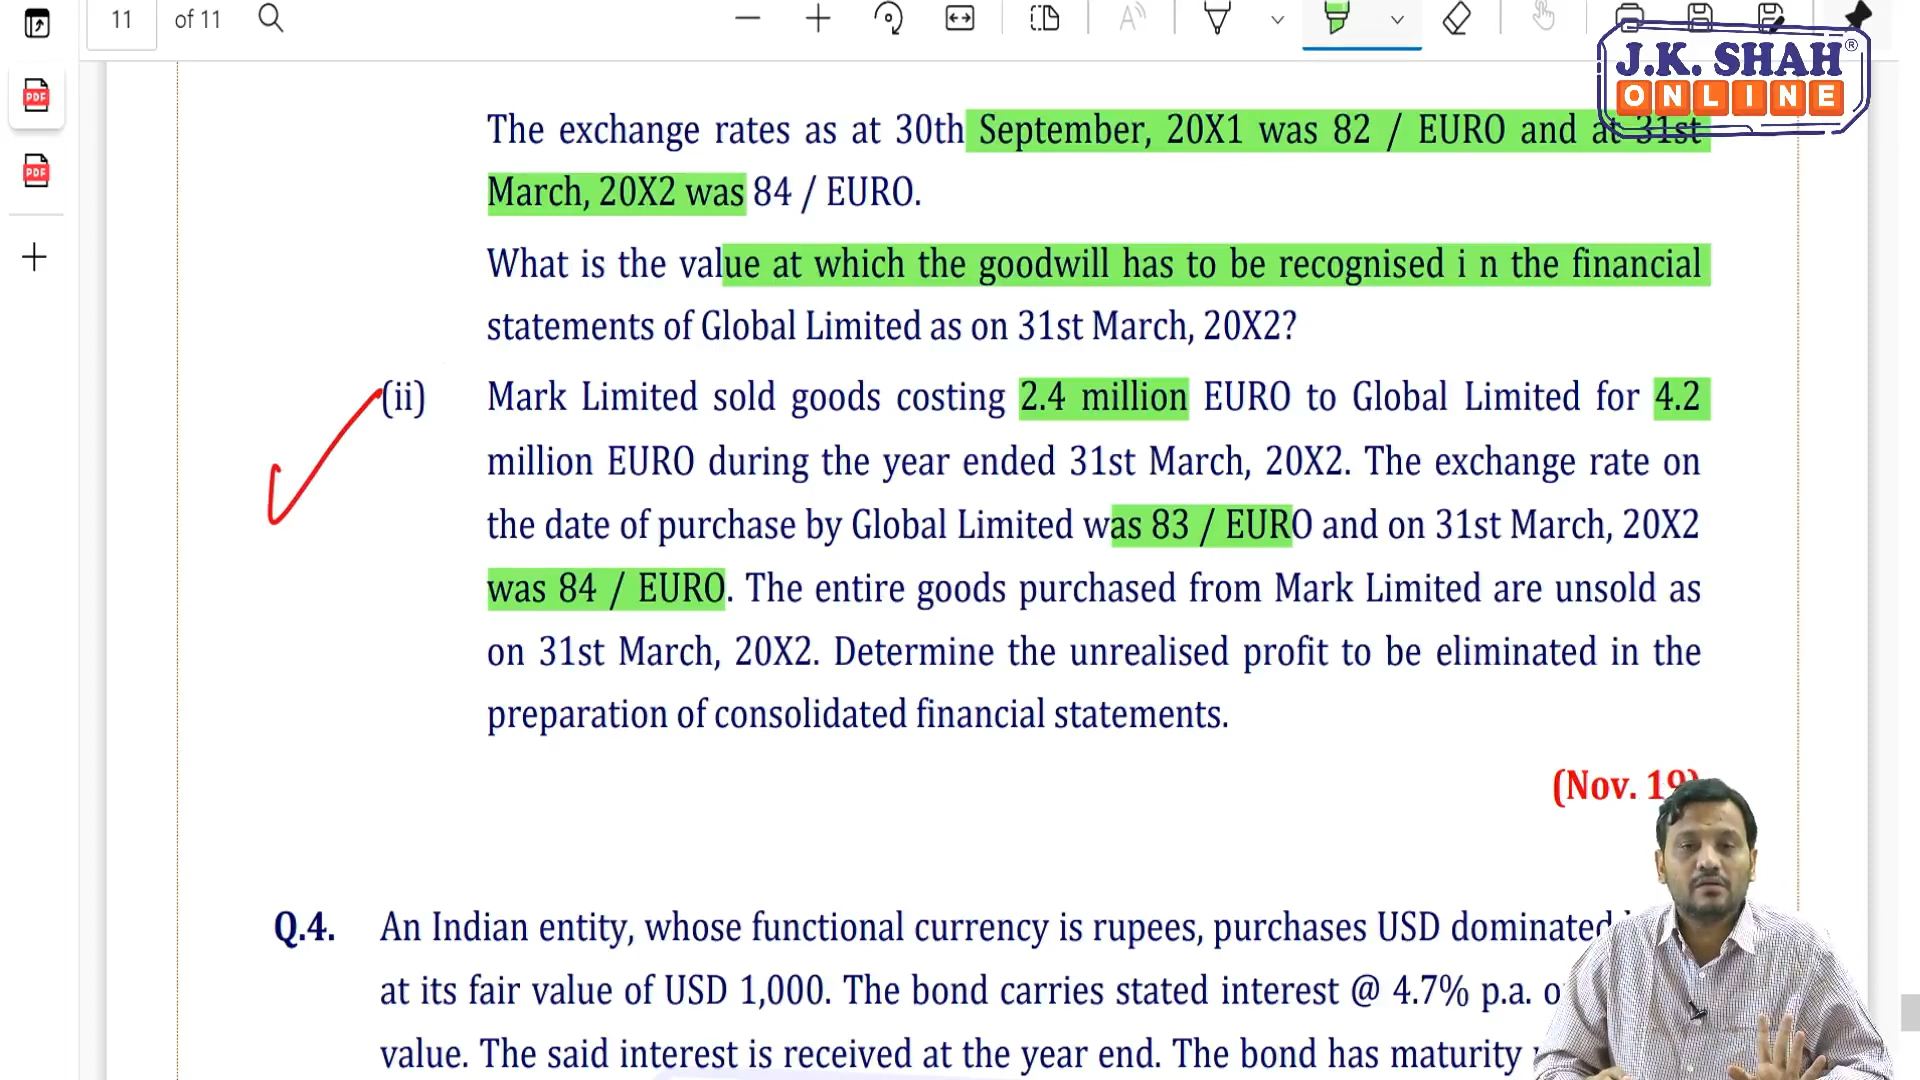 11 of 11
J.K. SHAH®
ONLINE
PDF
PDF
The exchange rates as at 30th September, 20X1 was 82 / EURO and at 31st
March, 20X2 was 84 / EURO.
What is the value at which the goodwill has to be recognised i n the financial
statements of Global Limited as on 31st March, 20X2?
(ii) Mark Limited sold goods costing 2.4 million EURO to Global Limited for 4.2
million EURO during the year ended 31st March, 20X2. The exchange rate on
the date of purchase by Global Limited was 83 / EURO and on 31st March, 20X2
was 84 / EURO. The entire goods purchased from Mark Limited are unsold as
on 31st March, 20X2. Determine the unrealised profit to be eliminated in the
preparation of consolidated financial statements.
(Nov. 19)
Q.4. An Indian entity, whose functional currency is rupees, purchases USD dominated
at its fair value of USD 1,000. The bond carries stated interest @ 4.7% p.a.
value. The said interest is received at the year end. The bond has maturity